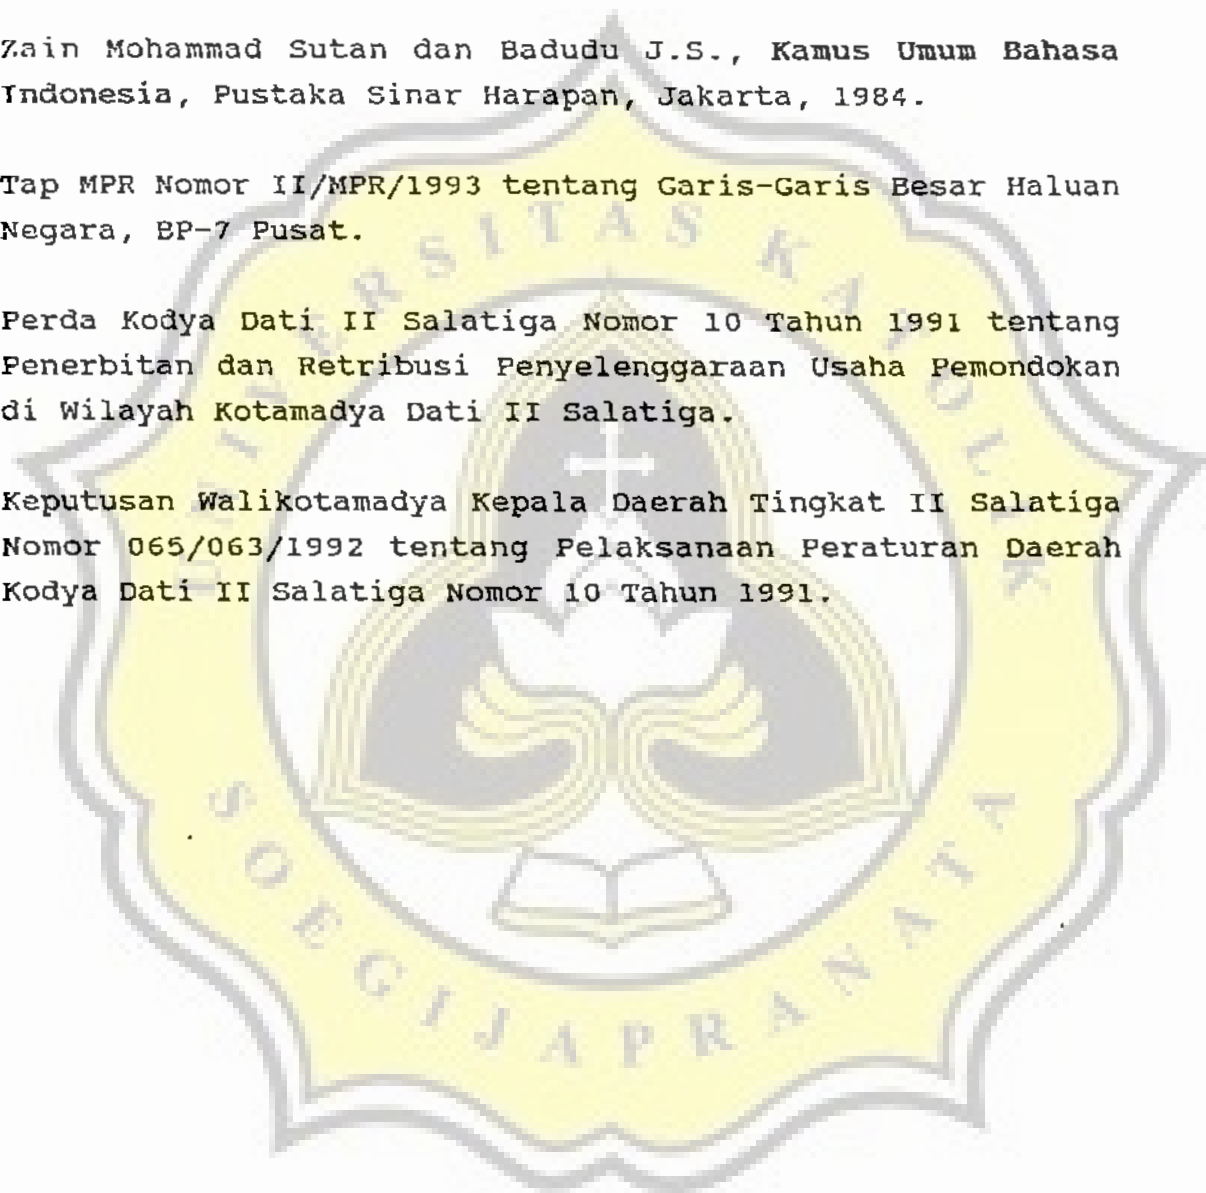 Zain Mohammad Sutan dan Badudu J.S., Kamus Umum Bahasa
Indonesia, Pustaka Sinar Harapan, Jakarta, 1984.
Tap MPR Nomor II/MPR/1993 tentang Garis-Garis Besar Haluan
Negara, BP-7 Pusat.
Perda Kodya Dati II Salatiga Nomor 10 Tahun 1991 tentang
Penerbitan dan Retribusi Penyelenggaraan Usaha Pemondokan
di Wilayah Kotamadya Dati II Salatiga.
Keputusan Walikotamadya Kepala Daerah Tingkat II Salatiga
Nomor 065/063/1992 tentang Pelaksanaan Peraturan Daerah
Kodya Dati II Salatiga Nomor 10 Tahun 1991.
UNIVERSITAS KATOLIK
SOEGIJAPRANATA